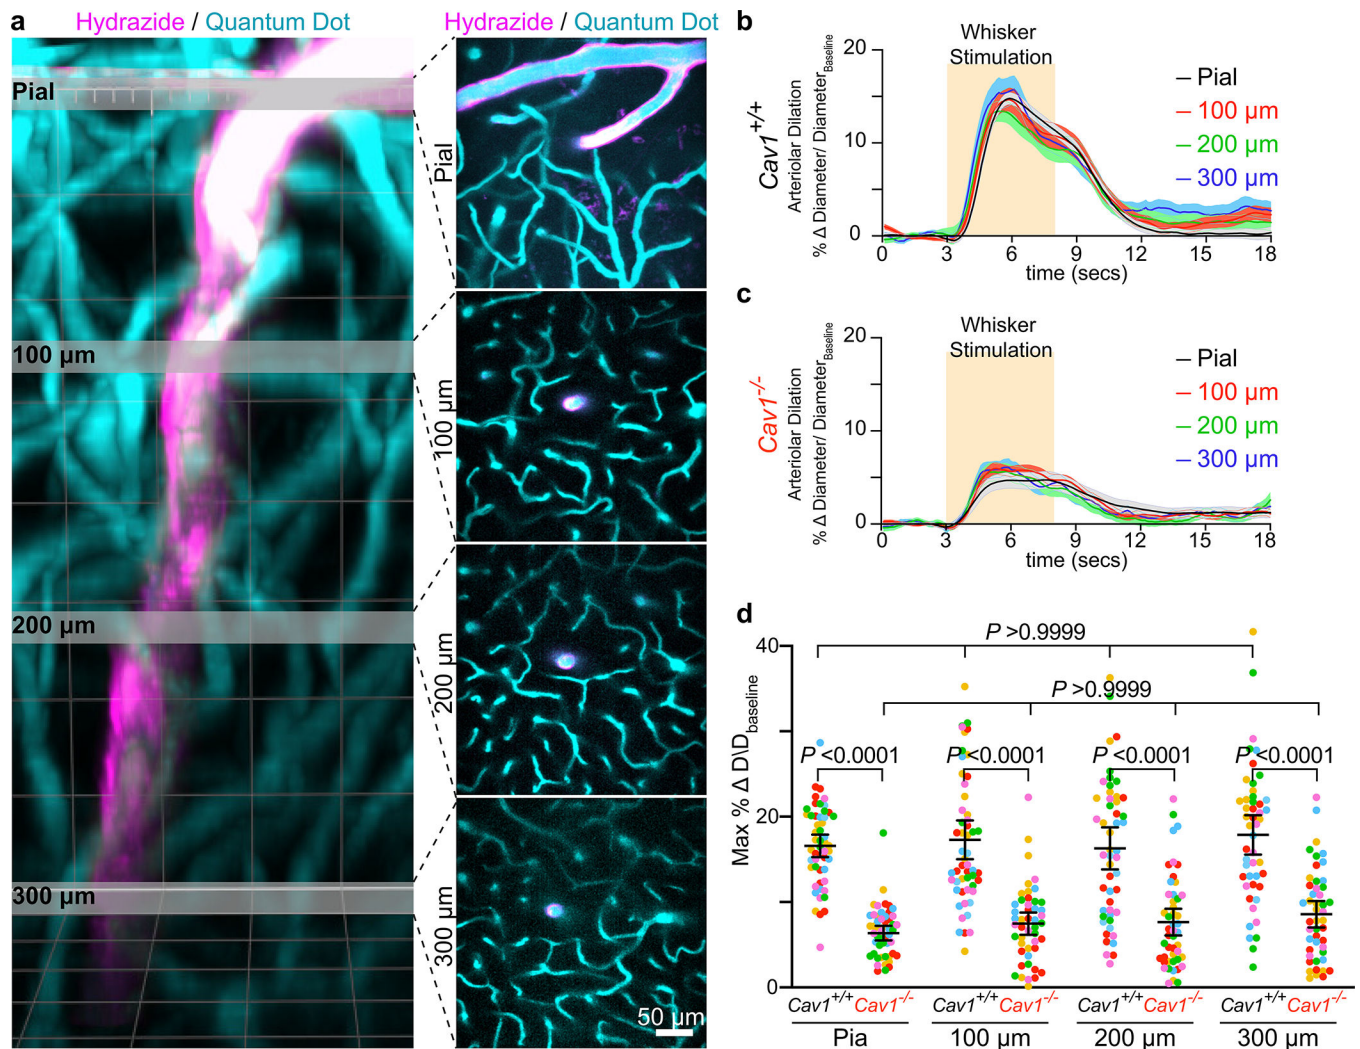 a
Hydrazide / Quantum Dot
Hydrazide / Quantum Dot
Pial
100 µm
200 µm
300 µm
Pial
100 µm
200 µm
300 µm
50 µm
b
Cav1+/+
Arteriolar Dilation
% Δ Diameter/ DiameterBaseline
20
10
0
Whisker
Stimulation
– Pial
– 100 µm
– 200 µm
– 300 µm
0 3 6 9 12 15 18
time (secs)
c
Cav1-/-
Arteriolar Dilation
% Δ Diameter/ DiameterBaseline
20
10
0
Whisker
Stimulation
– Pial
– 100 µm
– 200 µm
– 300 µm
0 3 6 9 12 15 18
time (secs)
d
Max % Δ D\Dbaseline
40
20
0
P >0.9999
P >0.9999
P <0.0001 P <0.0001 P <0.0001 P <0.0001
Cav1+/+ Cav1-/- Cav1+/+ Cav1-/- Cav1+/+ Cav1-/- Cav1+/+ Cav1-/-
Pia 100 µm 200 µm 300 µm